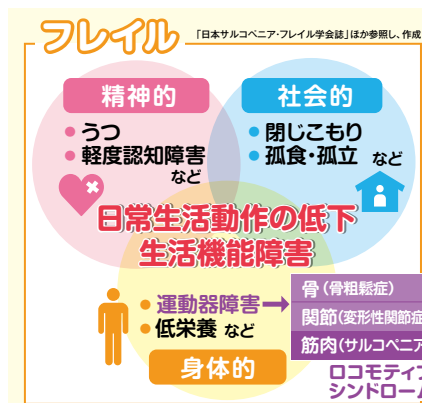 フレイル
「日本サルコペニア・フレイル学会誌」ほか参照し、作成
精神的
・うつ
・軽度認知障害
など
社会的
・閉じこもり
・孤食・孤立 など
日常生活動作の低下
生活機能障害
・運動器障害→
・低栄養 など
身体的
骨(骨粗鬆症)
関節(変形性関節症
筋肉(サルコペニア
ロコモティブ
シンドローム